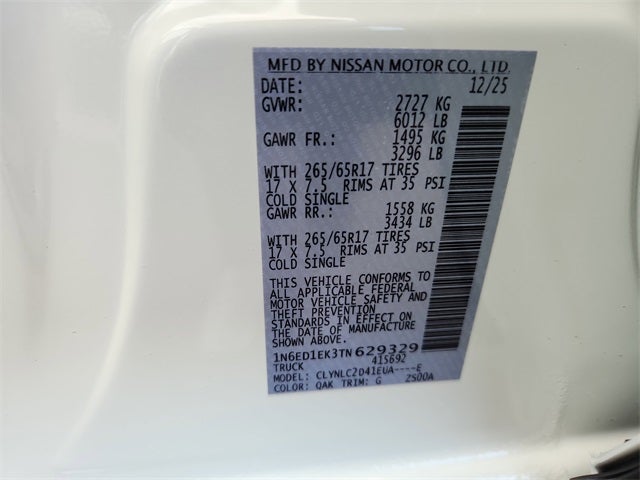 MFD BY NISSAN MOTOR CO., LTD.
DATE: 12/25
GVWR: 2727 KG
6012 LB
GAWR FR.: 1495 KG
3296 LB
WITH 265/65R17 TIRES
17 X 7.5 RIMS AT 35 PSI
COLD SINGLE
GAWR RR.: 1558 KG
3434 LB
WITH 265/65R17 TIRES
17 X 7.5 RIMS AT 35 PSI
COLD SINGLE
THIS VEHICLE CONFORMS TO
ALL APPLICABLE FEDERAL
MOTOR VEHICLE SAFETY AND
THEFT PREVENTION
STANDARDS IN EFFECT ON
THE DATE OF MANUFACTURE
SHOWN ABOVE.
1N6ED1EK3TN629329
TRUCK 415692
MODEL: CLYNLC2D41EUA----E
COLOR: QAK TRIM: G 2S00A